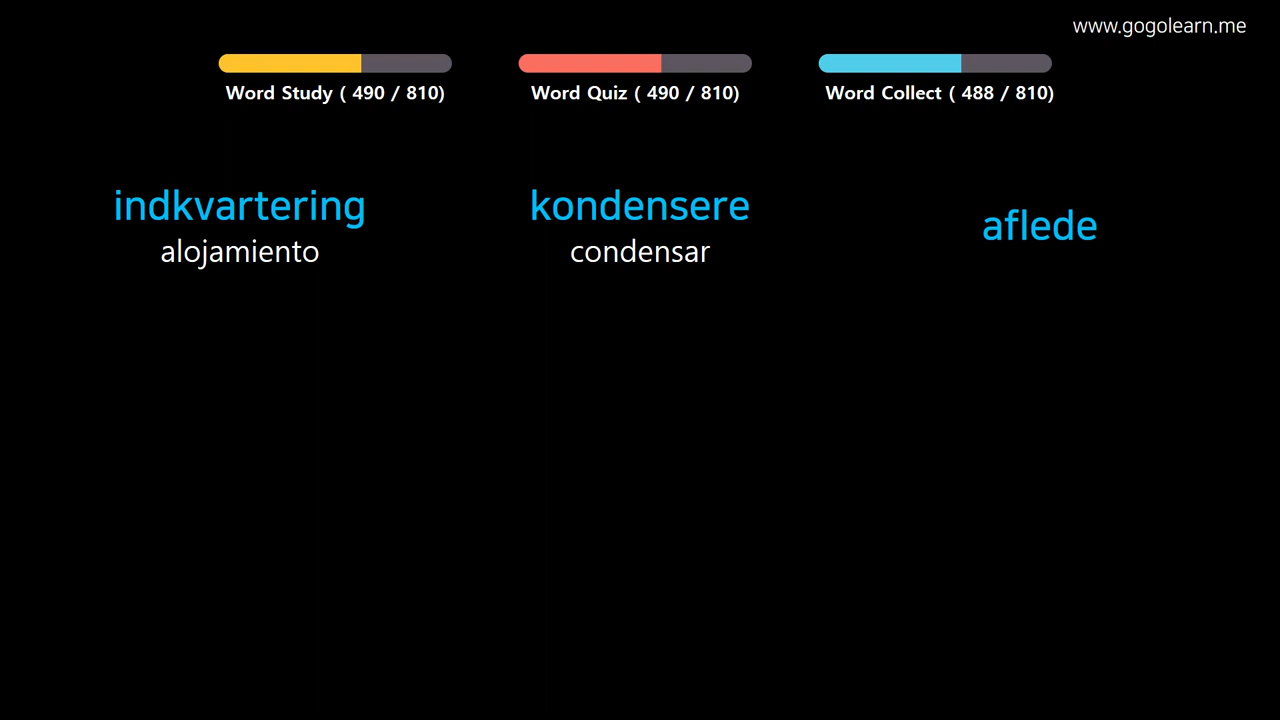 www.gogolearn.me
Word Study ( 490 / 810)
Word Quiz ( 490 / 810)
Word Collect ( 488 / 810)
indkvartering
alojamiento
kondensere
condensar
aflede